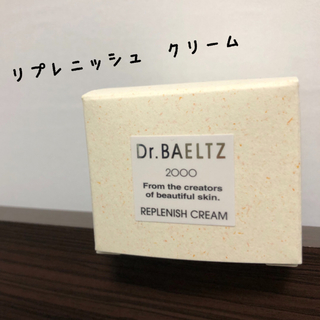 リプレニッシュ クリーム
Dr.BAELTZ
2000
From the creators
of beautiful skin.
REPLENISH CREAM